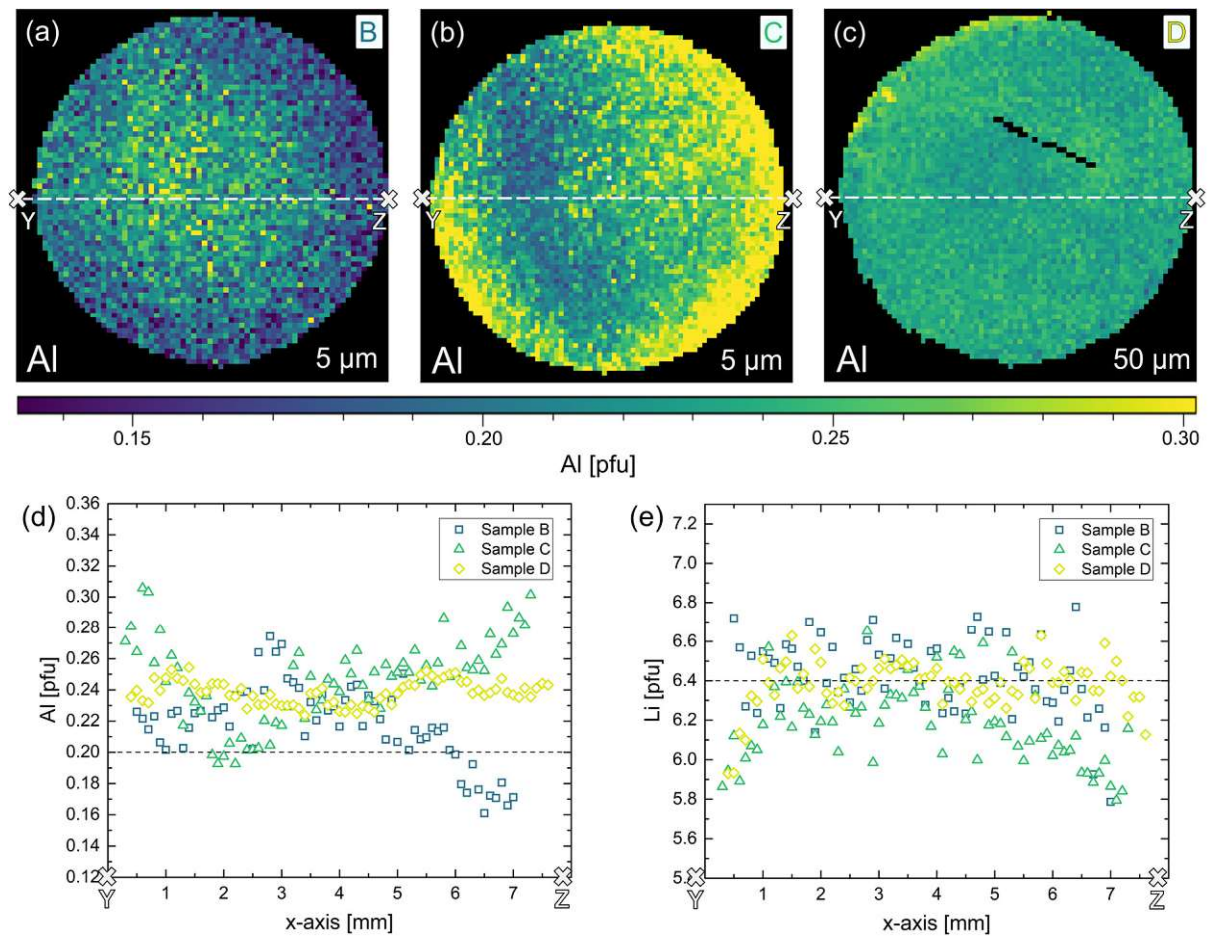 (a) B
Y Z
Al 5 μm
(b) C
Y Z
Al 5 μm
(c) D
Y Z
Al 50 μm
0.15 0.20 0.25 0.30
Al [pfu]
(d)
Al [pfu]
0.36
0.34
0.32
0.30
0.28
0.26
0.24
0.22
0.20
0.18
0.16
0.14
0.12
Sample B
Sample C
Sample D
1 2 3 4 5 6 7
Y Z
x-axis [mm]
(e)
Li [pfu]
7.2
7.0
6.8
6.6
6.4
6.2
6.0
5.8
5.6
Sample B
Sample C
Sample D
1 2 3 4 5 6 7
Y Z
x-axis [mm]